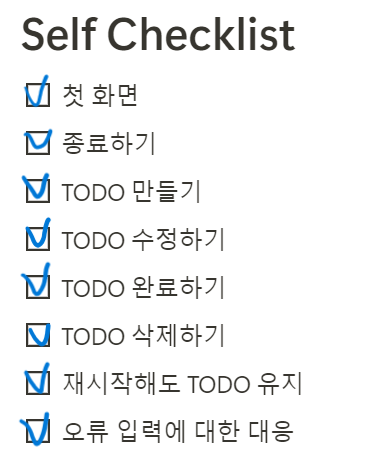 Self Checklist
첫 화면
종료하기
TODO 만들기
TODO 수정하기
TODO 완료하기
TODO 삭제하기
재시작해도 TODO 유지
오류 입력에 대한 대응